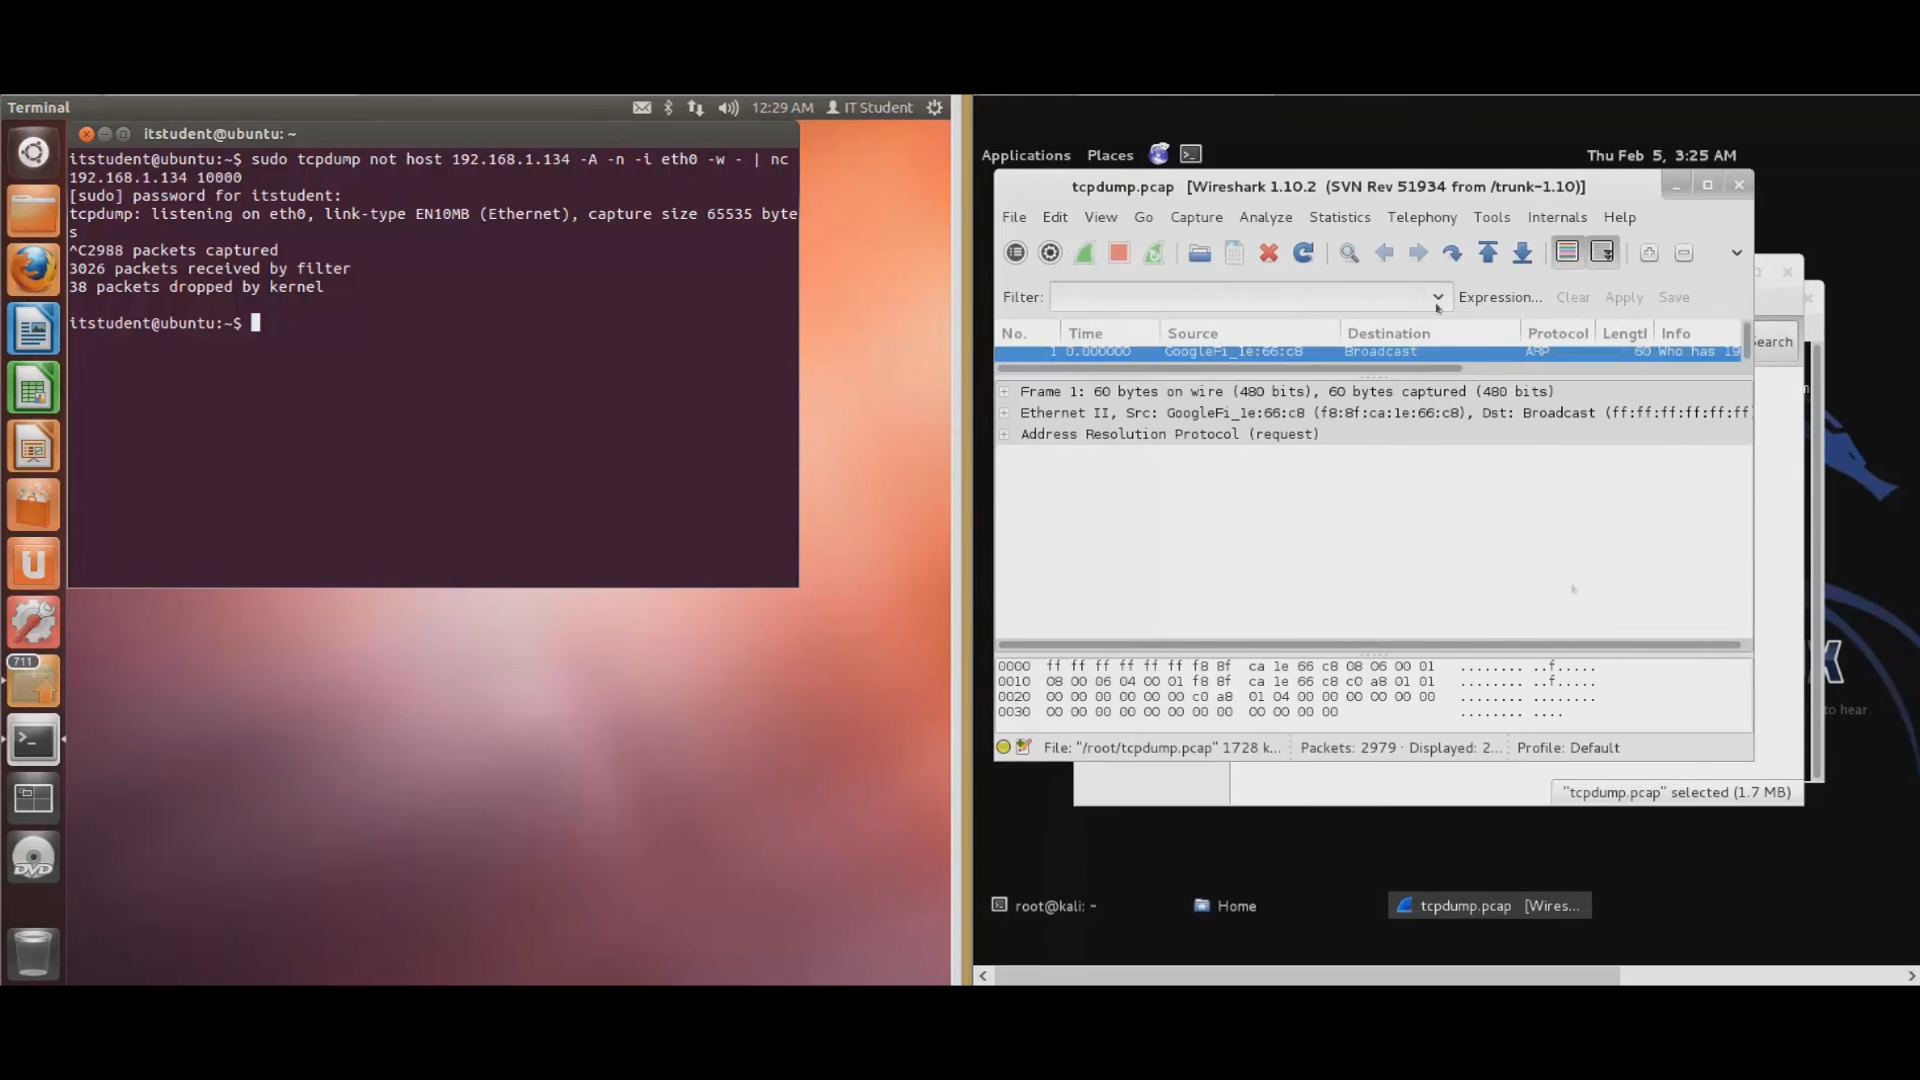 Terminal
12:29 AM
IT Student
itstudent@ubuntu: ~
itstudent@ubuntu:~$ sudo tcpdump not host 192.168.1.134 -A -n -i eth0 -w - | nc
192.168.1.134 10000
[sudo] password for itstudent:
tcpdump: listening on eth0, link-type EN10MB (Ethernet), capture size 65535 byte
s
^C2988 packets captured
3026 packets received by filter
38 packets dropped by kernel
itstudent@ubuntu:~$
711
DVD
Applications Places
Thu Feb 5, 3:25 AM
tcpdump.pcap [Wireshark 1.10.2 (SVN Rev 51934 from /trunk-1.10)]
File Edit View Go Capture Analyze Statistics Telephony Tools Internals Help
Filter: Expression... Clear Apply Save
No. Time Source Destination Protocol Lengtl Info
1 0.000000 GoogleFi_1e:66:c8 Broadcast ARP 60 Who has 19
Frame 1: 60 bytes on wire (480 bits), 60 bytes captured (480 bits)
Ethernet II, Src: GoogleFi_1e:66:c8 (f8:8f:ca:1e:66:c8), Dst: Broadcast (ff:ff:ff:ff:ff:ff)
Address Resolution Protocol (request)
0000 ff ff ff ff ff ff f8 8f ca 1e 66 c8 08 06 00 01 ........ ..f.....
0010 08 00 06 04 00 01 f8 8f ca 1e 66 c8 c0 a8 01 01 ........ ..f.....
0020 00 00 00 00 00 00 c0 a8 01 04 00 00 00 00 00 00 ........ ........
0030 00 00 00 00 00 00 00 00 00 00 00 00 ........ ....
File: "/root/tcpdump.pcap" 1728 k... Packets: 2979 · Displayed: 2... Profile: Default
earch
to hear.
"tcpdump.pcap" selected (1.7 MB)
root@kali: ~
Home
tcpdump.pcap [Wires...